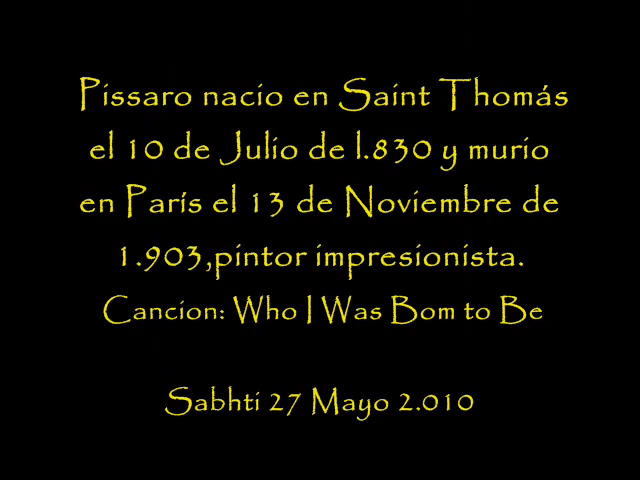 Pissaro nacio en Saint Thomás
el 10 de Julio de l.830 y murio
en París el 13 de Noviembre de
1.903,pintor impresionista.
Cancion: Who I Was Bom to Be
Sabhti 27 Mayo 2.010